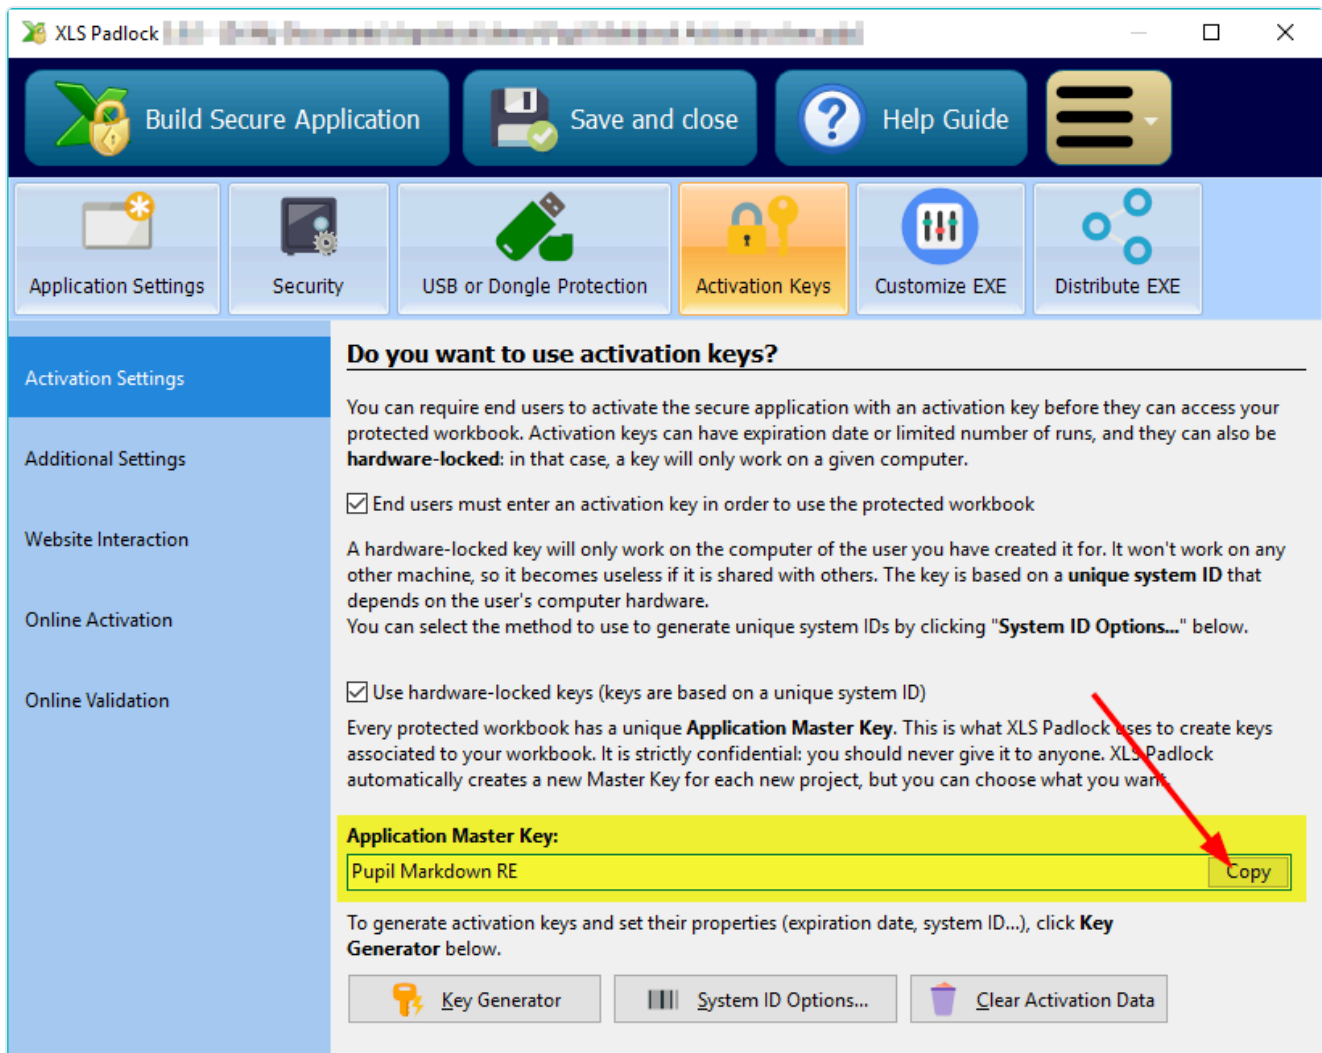 XLS Padlock
Build Secure Application
Save and close
Help Guide
Application Settings
Security
USB or Dongle Protection
Activation Keys
Customize EXE
Distribute EXE
Activation Settings
Additional Settings
Website Interaction
Online Activation
Online Validation
Do you want to use activation keys?
You can require end users to activate the secure application with an activation key before they can access your
protected workbook. Activation keys can have expiration date or limited number of runs, and they can also be
hardware-locked: in that case, a key will only work on a given computer.
End users must enter an activation key in order to use the protected workbook
A hardware-locked key will only work on the computer of the user you have created it for. It won't work on any
other machine, so it becomes useless if it is shared with others. The key is based on a unique system ID that
depends on the user's computer hardware.
You can select the method to use to generate unique system IDs by clicking "System ID Options..." below.
Use hardware-locked keys (keys are based on a unique system ID)
Every protected workbook has a unique Application Master Key. This is what XLS Padlock uses to create keys
associated to your workbook. It is strictly confidential: you should never give it to anyone. XLS Padlock
automatically creates a new Master Key for each new project, but you can choose what you want.
Application Master Key:
Pupil Markdown RE
Copy
To generate activation keys and set their properties (expiration date, system ID...), click Key
Generator below.
Key Generator
System ID Options...
Clear Activation Data